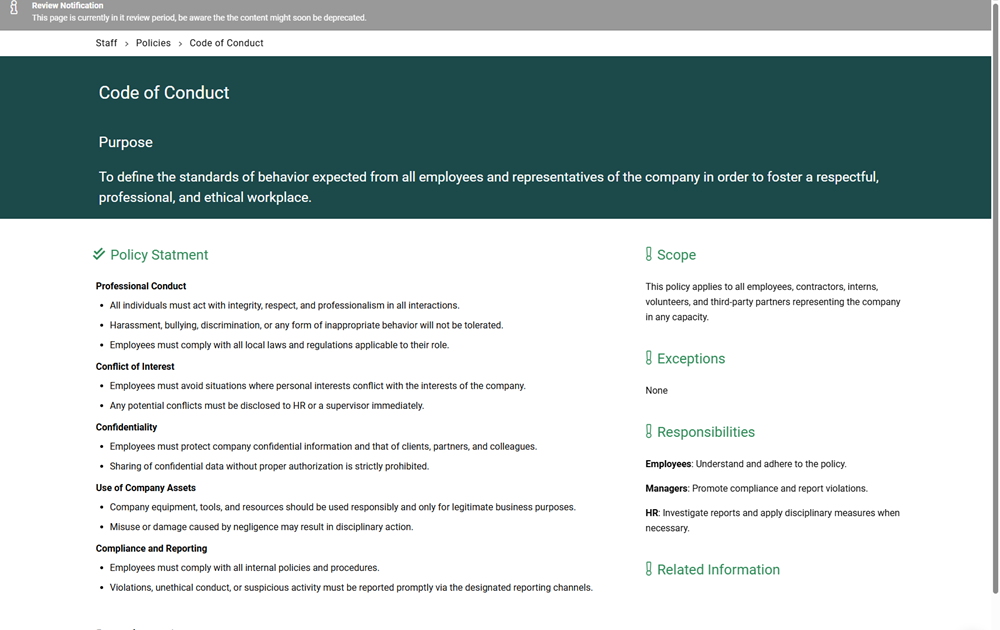 Review Notification
This page is currently in it review period, be aware the the content might soon be deprecated.
Staff > Policies > Code of Conduct
Code of Conduct
Purpose
To define the standards of behavior expected from all employees and representatives of the company in order to foster a respectful,
professional, and ethical workplace.
Policy Statment
Professional Conduct
• All individuals must act with integrity, respect, and professionalism in all interactions.
• Harassment, bullying, discrimination, or any form of inappropriate behavior will not be tolerated.
• Employees must comply with all local laws and regulations applicable to their role.
Conflict of Interest
• Employees must avoid situations where personal interests conflict with the interests of the company.
• Any potential conflicts must be disclosed to HR or a supervisor immediately.
Confidentiality
• Employees must protect company confidential information and that of clients, partners, and colleagues.
• Sharing of confidential data without proper authorization is strictly prohibited.
Use of Company Assets
• Company equipment, tools, and resources should be used responsibly and only for legitimate business purposes.
• Misuse or damage caused by negligence may result in disciplinary action.
Compliance and Reporting
• Employees must comply with all internal policies and procedures.
• Violations, unethical conduct, or suspicious activity must be reported promptly via the designated reporting channels.
Scope
This policy applies to all employees, contractors, interns,
volunteers, and third-party partners representing the company
in any capacity.
Exceptions
None
Responsibilities
Employees: Understand and adhere to the policy.
Managers: Promote compliance and report violations.
HR: Investigate reports and apply disciplinary measures when
necessary.
Related Information